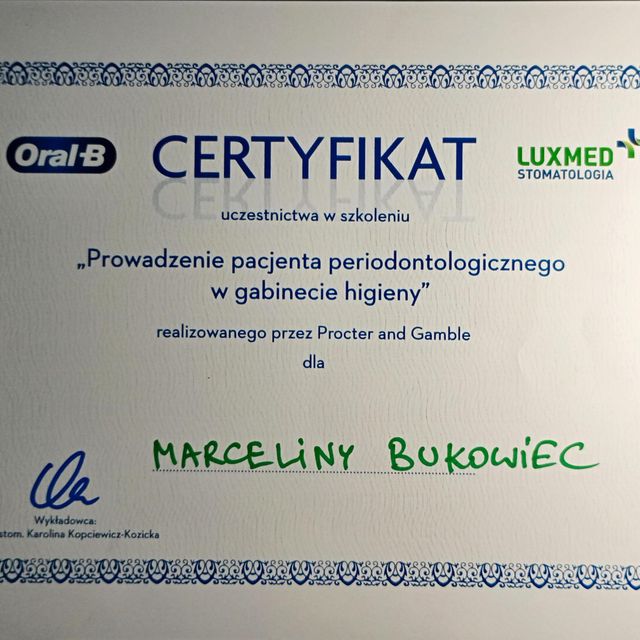 Oral-B
CERTYFIKAT
LUXMED
STOMATOLOGIA
uczestnictwa w szkoleniu
„Prowadzenie pacjenta periodontologicznego
w gabinecie higieny”
realizowanego przez Procter and Gamble
dla
MARCELINY BUKOWIEC
Wykładowca:
stom. Karolina Kopciewicz-Kozicka